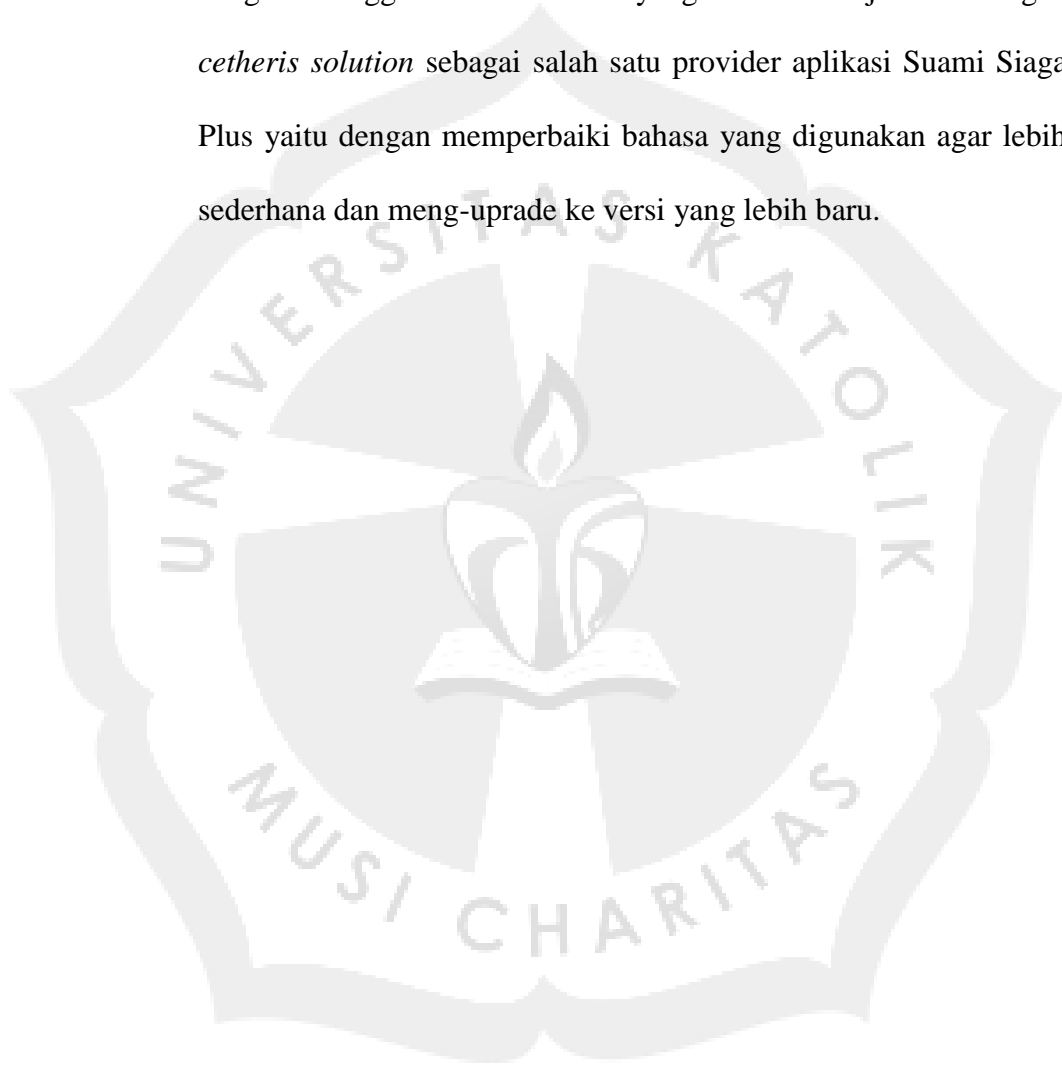 cetheris solution sebagai salah satu provider aplikasi Suami Siaga
Plus yaitu dengan memperbaiki bahasa yang digunakan agar lebih
sederhana dan meng-uprade ke versi yang lebih baru.
UNIVERSITAS KATOLIK
MUSI CHARITAS